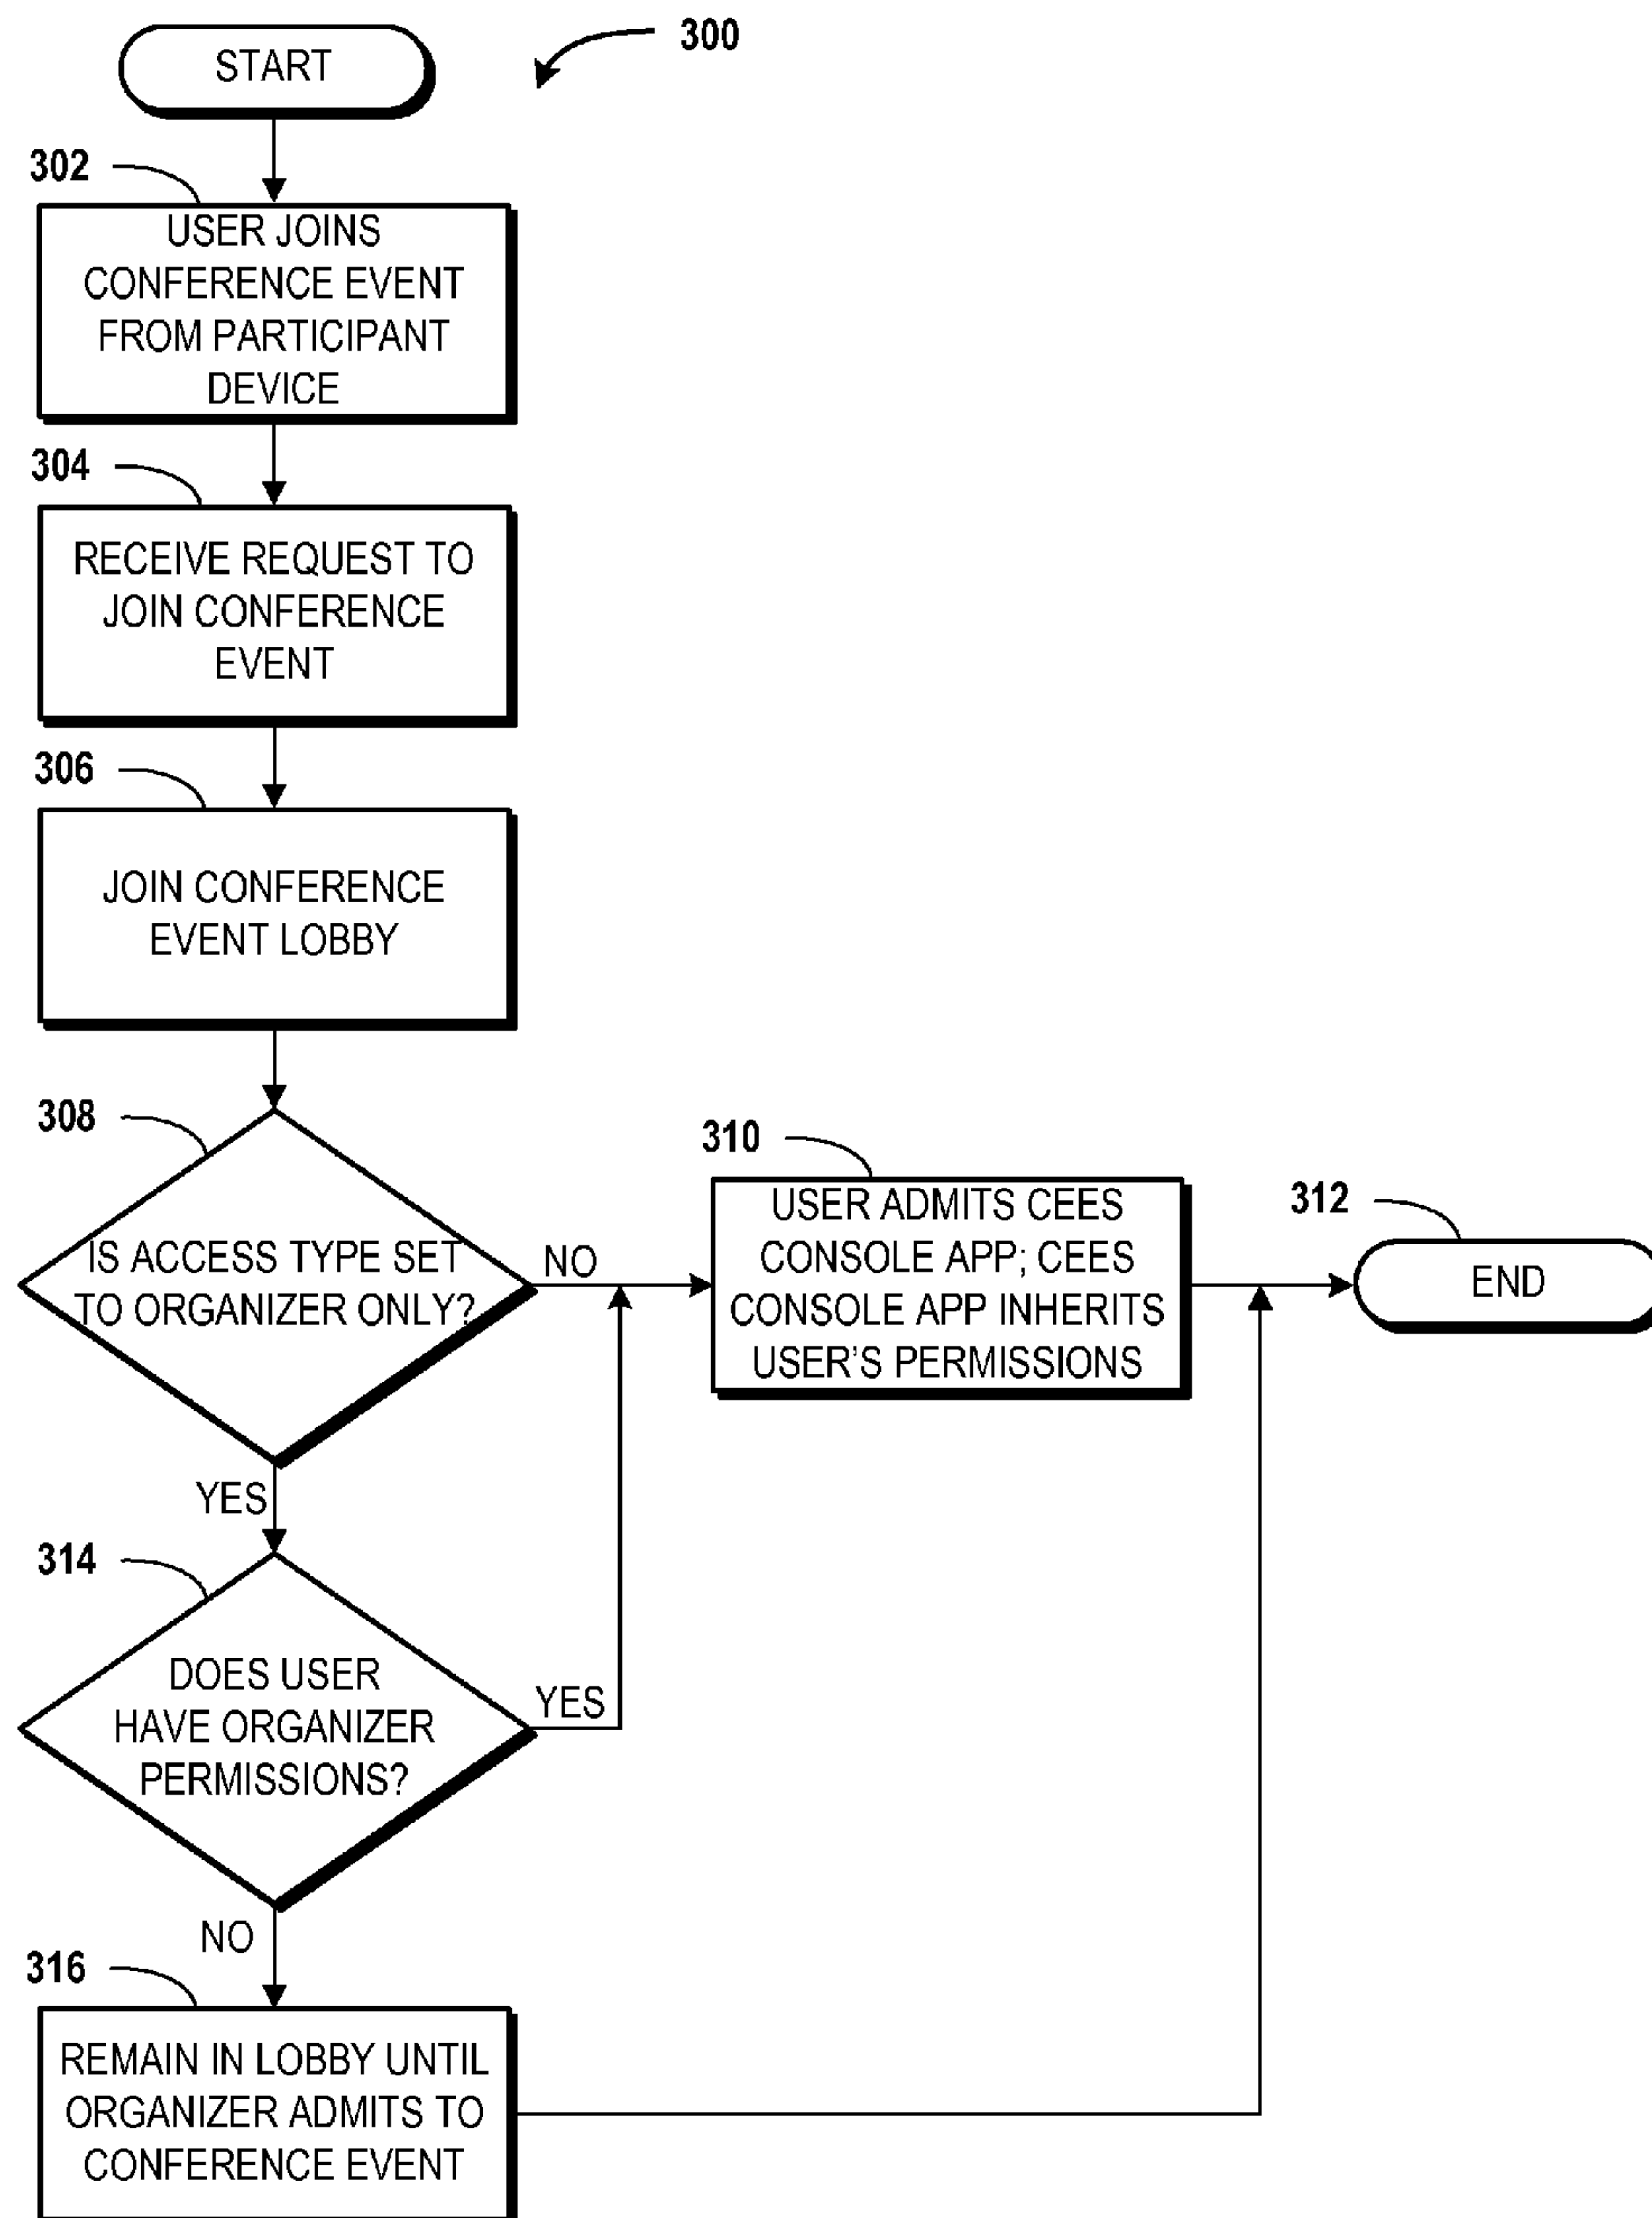 START
300
302
USER JOINS
CONFERENCE EVENT
FROM PARTICIPANT
DEVICE
304
RECEIVE REQUEST TO
JOIN CONFERENCE
EVENT
306
JOIN CONFERENCE
EVENT LOBBY
308
IS ACCESS TYPE SET
TO ORGANIZER ONLY?
NO
310
USER ADMITS CEES
CONSOLE APP; CEES
CONSOLE APP INHERITS
USER'S PERMISSIONS
312
END
YES
314
DOES USER
HAVE ORGANIZER
PERMISSIONS?
YES
NO
316
REMAIN IN LOBBY UNTIL
ORGANIZER ADMITS TO
CONFERENCE EVENT